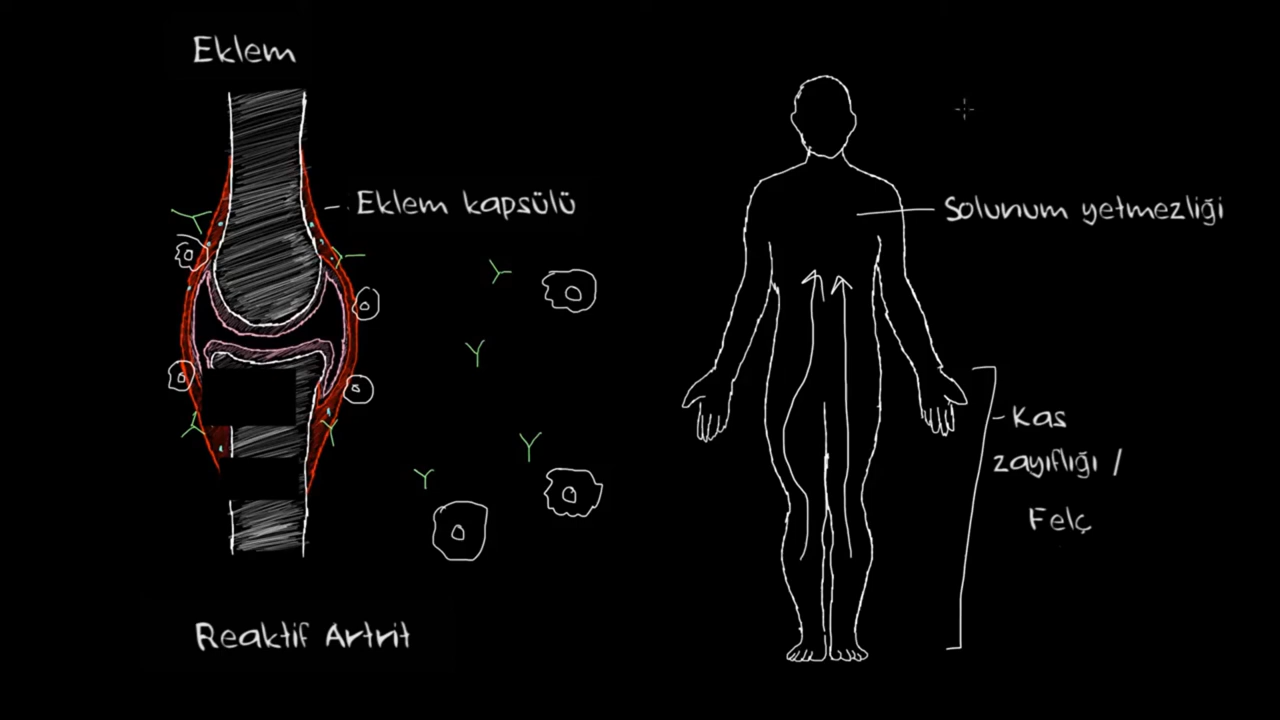 Eklem
Eklem kapsülü
Reaktif Artrit
Solunum yetmezliği
Kas
zayıflığı /
Felç